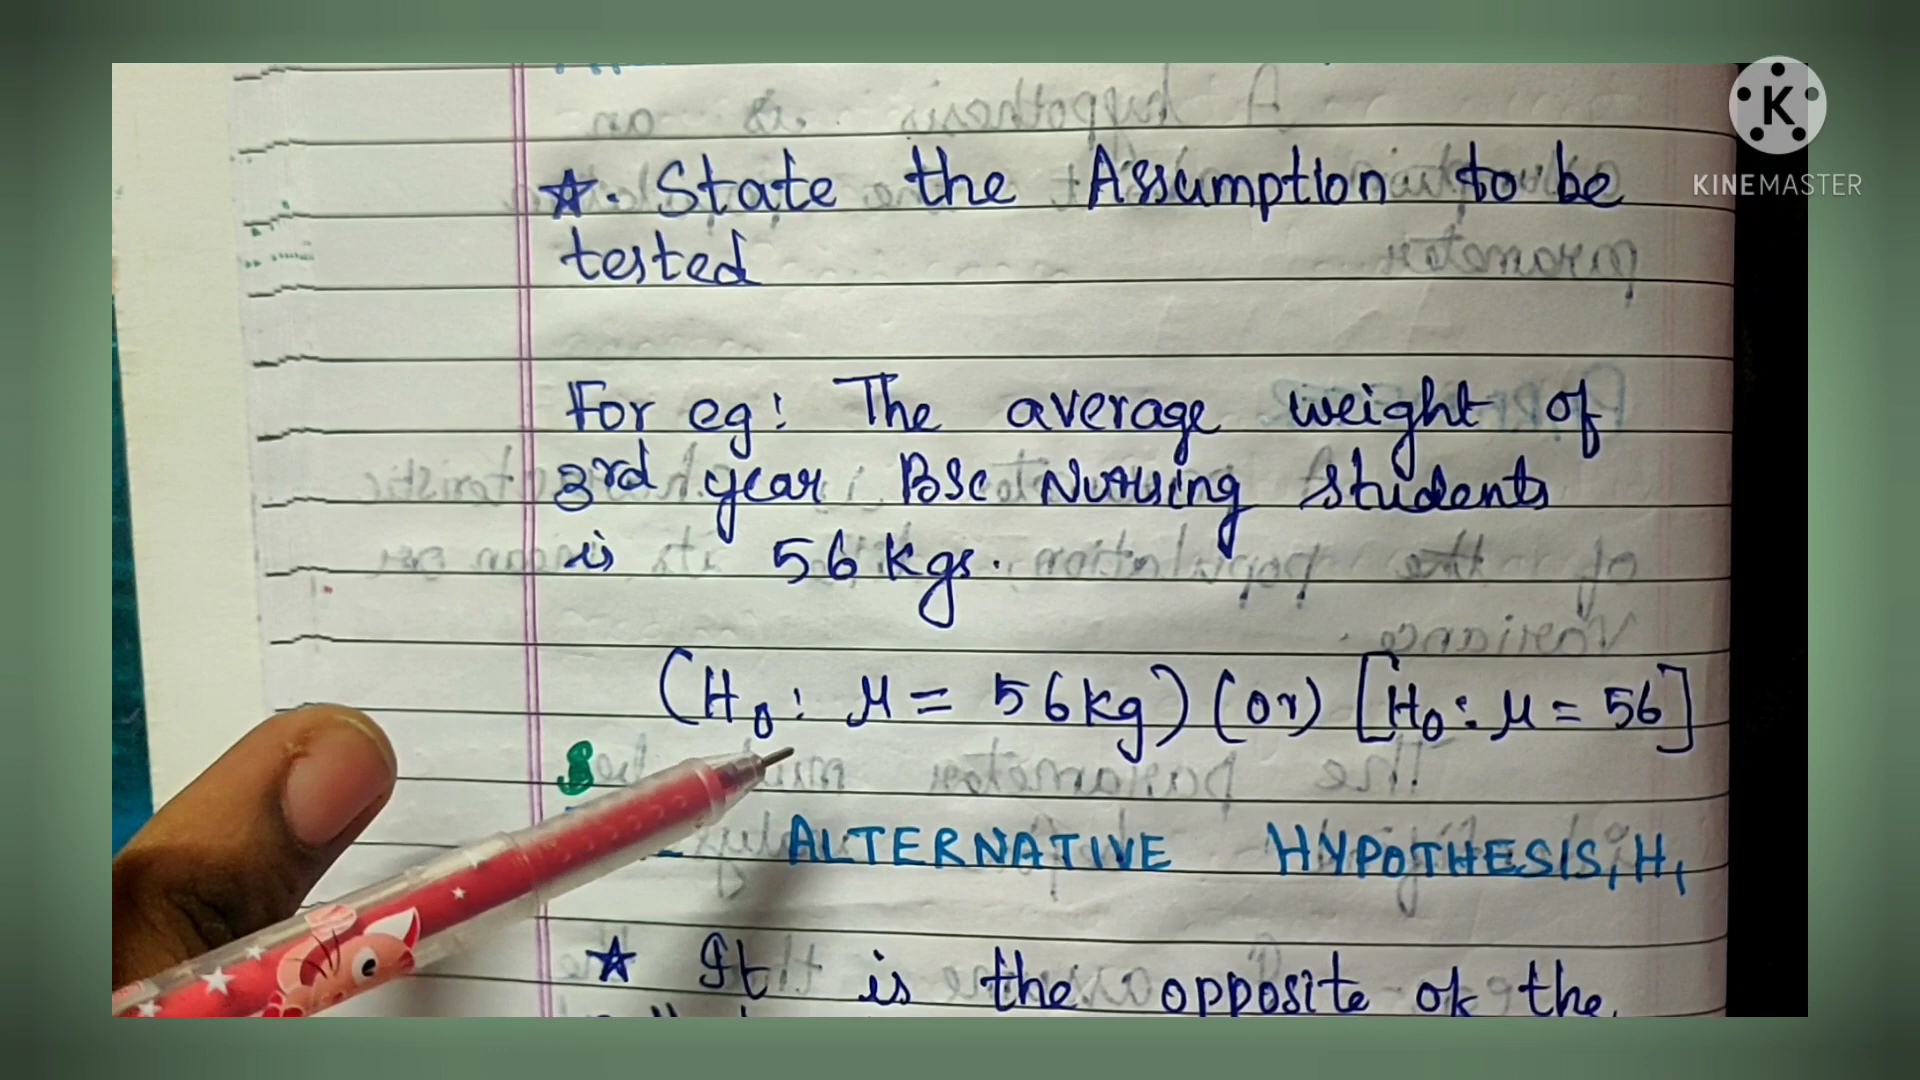 ☆. State the Assumption to be
tested
For eg: The average weight of
3rd year BSc Nursing students
is 56 kgs.
(H₀: μ = 56kg) (or) [H₀: μ = 56]
ALTERNATIVE HYPOTHESIS, H₁
☆ It is the opposite of the
K
KINEMASTER